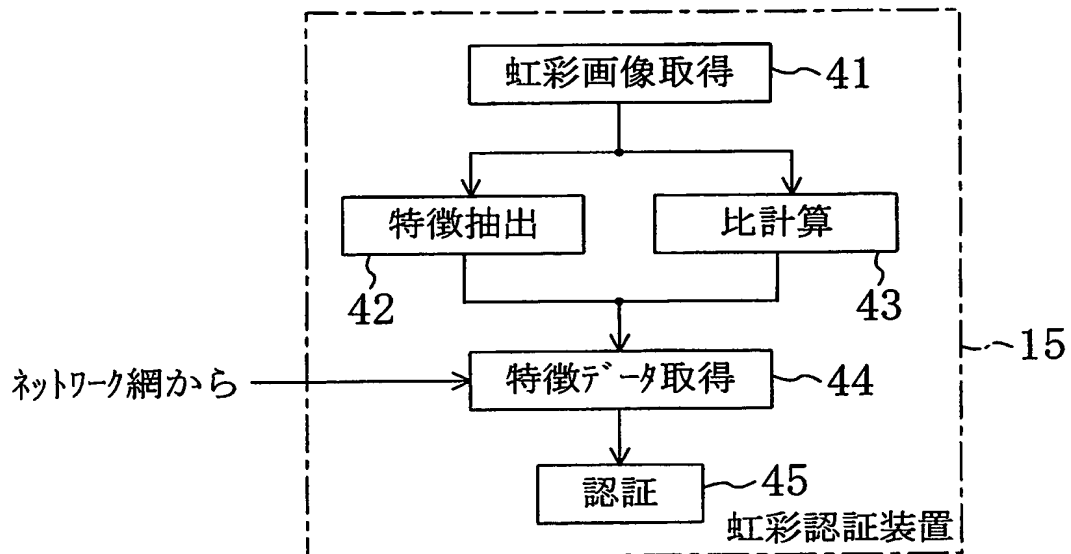 虹彩画像取得 41
特徴抽出 比計算
42 43
15
ネットワーク網から 特徴データ取得 44
認証 45
虹彩認証装置